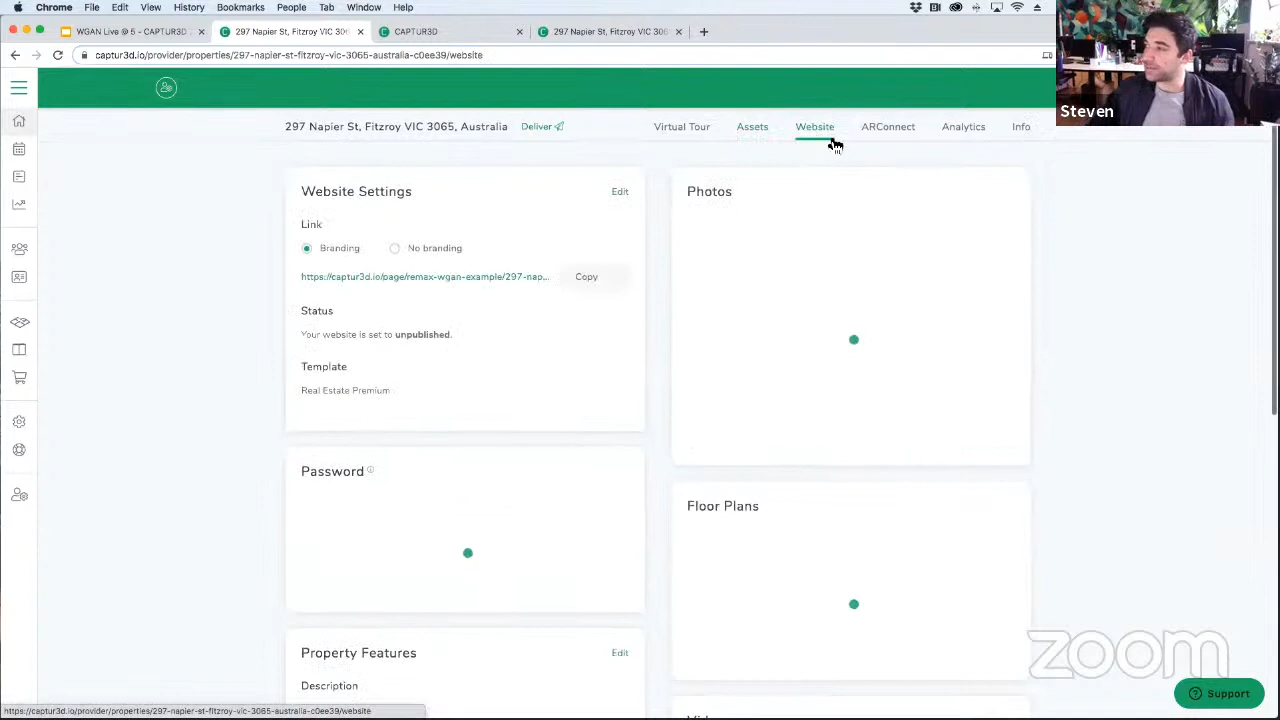 Chrome File Edit View History Bookmarks People Tab Window Help
WGAN Live @ 5 - CAPTUR3D
297 Napier St, Fitzroy VIC 306
CAPTUR3D
297 Napier St, Fitzroy VIC 306
captur3d.io/provider/properties/297-napier-st-fitzroy-vic-3065-australia-c0ee39/website
Steven
297 Napier St, Fitzroy VIC 3065, Australia Deliver
Virtual Tour Assets Website ARConnect Analytics Info
Website Settings Edit
Link
Branding No branding
https://captur3d.io/page/remax-wgan-example/297-nap... Copy
Status
Your website is set to unpublished.
Template
Real Estate Premium
Photos
Password
Floor Plans
Property Features Edit
Description
zoom
Support
https://captur3d.io/provider/properties/297-napier-st-fitzroy-vic-3065-australia-c0ee39/website